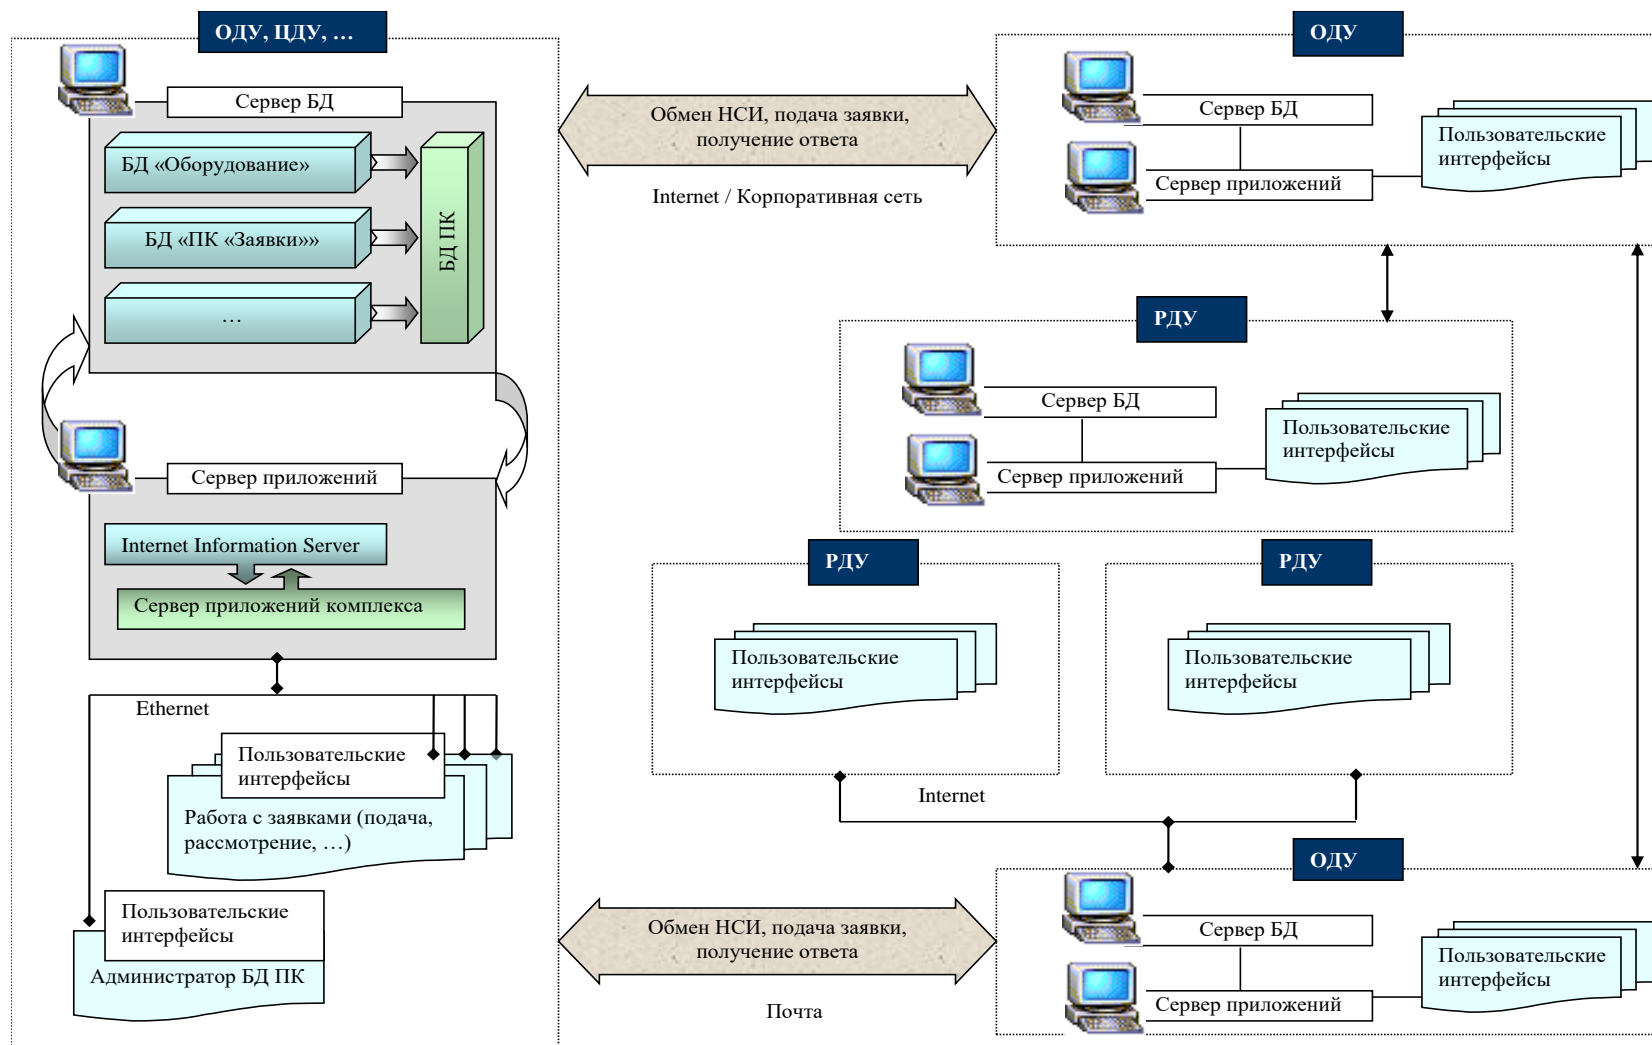 ОДУ, ЦДУ, …
Сервер БД
БД «Оборудование»
БД «ПК «Заявки»»
…
БД ПК
Сервер приложений
Internet Information Server
Сервер приложений комплекса
Ethernet
Пользовательские
интерфейсы
Работа с заявками (подача,
рассмотрение, …)
Пользовательские
интерфейсы
Администратор БД ПК
Обмен НСИ, подача заявки,
получение ответа
Internet / Корпоративная сеть
ОДУ
Сервер БД
Сервер приложений
Пользовательские
интерфейсы
РДУ
Сервер БД
Сервер приложений
Пользовательские
интерфейсы
РДУ
Пользовательские
интерфейсы
РДУ
Пользовательские
интерфейсы
Internet
Обмен НСИ, подача заявки,
получение ответа
Почта
ОДУ
Сервер БД
Сервер приложений
Пользовательские
интерфейсы